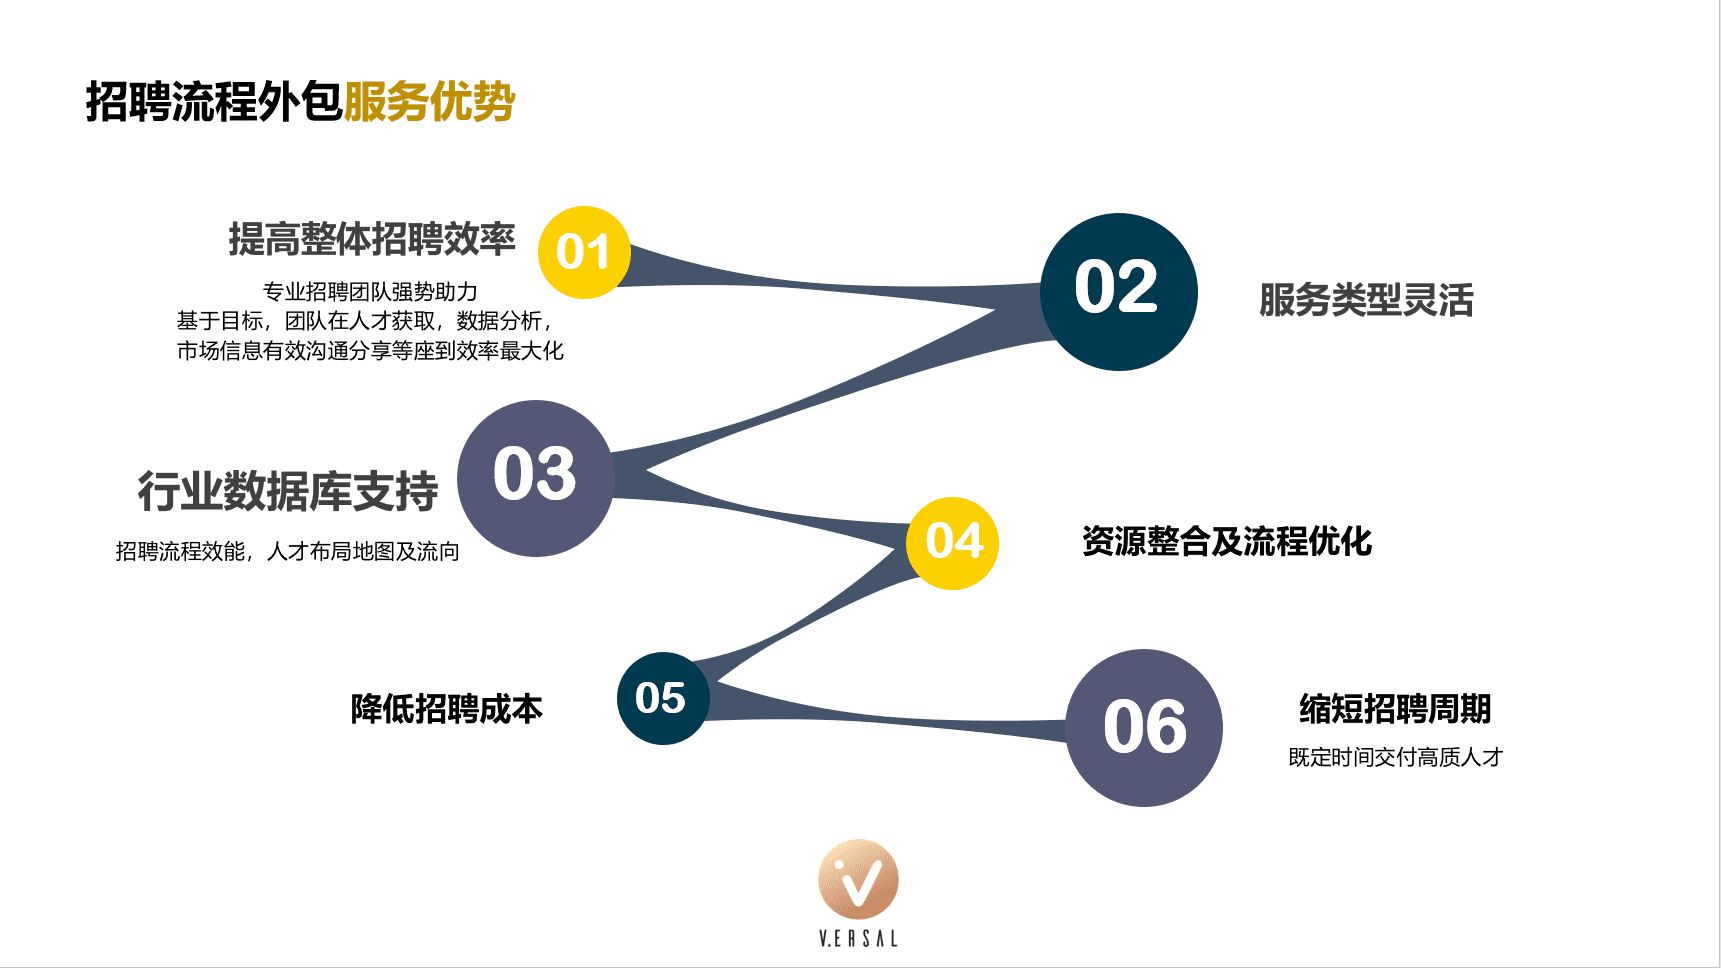 招聘流程外包服务优势
提高整体招聘效率
01
专业招聘团队强势助力
基于目标，团队在人才获取，数据分析，
市场信息有效沟通分享等座到效率最大化
02
服务类型灵活
03
行业数据库支持
招聘流程效能，人才布局地图及流向
04
资源整合及流程优化
05
降低招聘成本
06
缩短招聘周期
既定时间交付高质人才
V.ERSAL